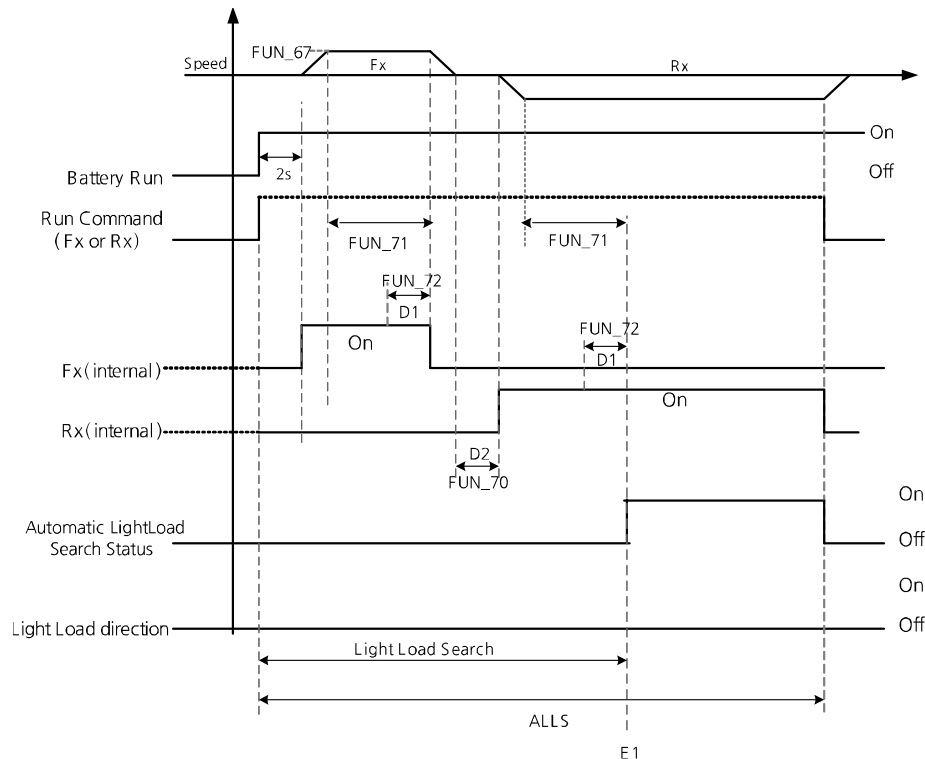 FUN_67
Speed
Fx
Rx
On
Off
Battery Run
2s
Run Command
(Fx or Rx)
FUN_71
FUN_71
FUN_72
D1
FUN_72
D1
On
Fx(internal)
On
Rx(internal)
D2
FUN_70
On
Automatic LightLoad
Search Status
Off
On
Light Load direction
Off
Light Load Search
ALLS
E1